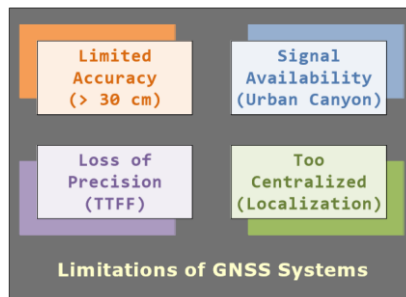 Limited
Accuracy
(> 30 cm)
Signal
Availability
(Urban Canyon)
Loss of
Precision
(TTFF)
Too
Centralized
(Localization)
Limitations of GNSS Systems